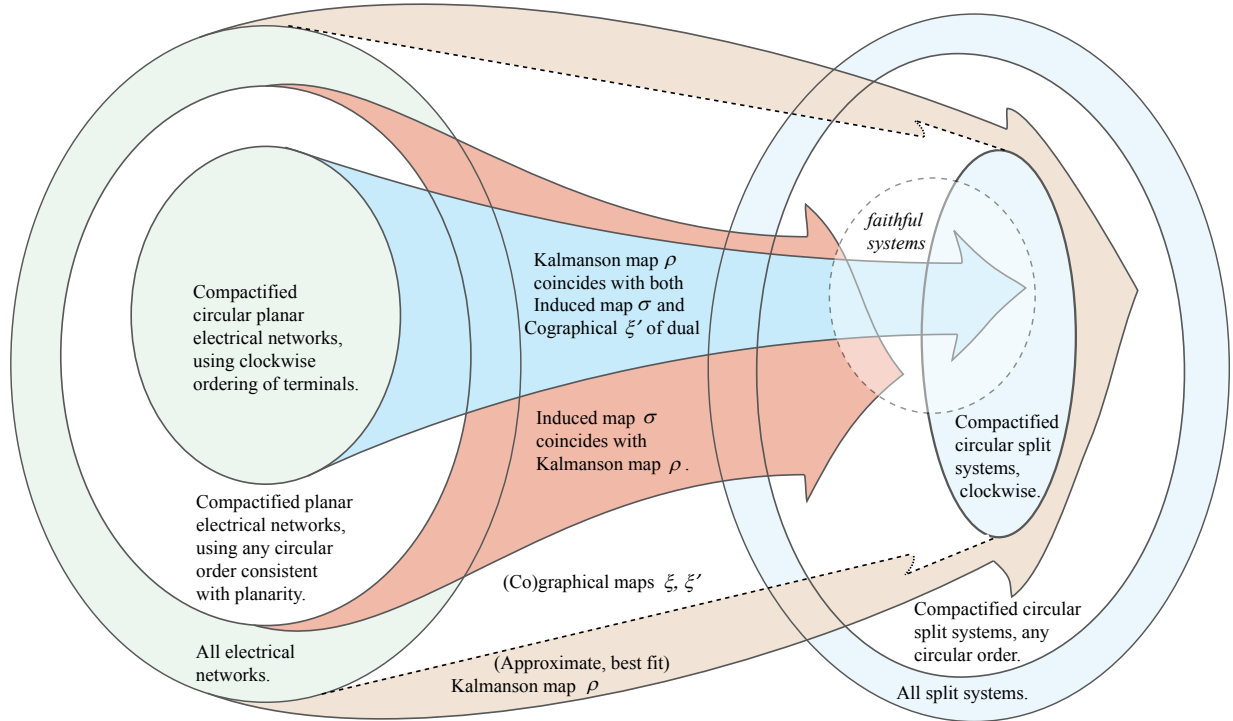 Compactified
circular planar
electrical networks,
using clockwise
ordering of terminals.
Compactified planar
electrical networks,
using any circular
order consistent
with planarity.
All electrical
networks.
Kalmanson map ρ
coincides with both
Induced map σ and
Cographical ξ′ of dual
Induced map σ
coincides with
Kalmanson map ρ .
(Co)graphical maps ξ, ξ′
(Approximate, best fit)
Kalmanson map ρ
faithful
systems
Compactified
circular split
systems,
clockwise.
Compactified circular
split systems, any
circular order.
All split systems.